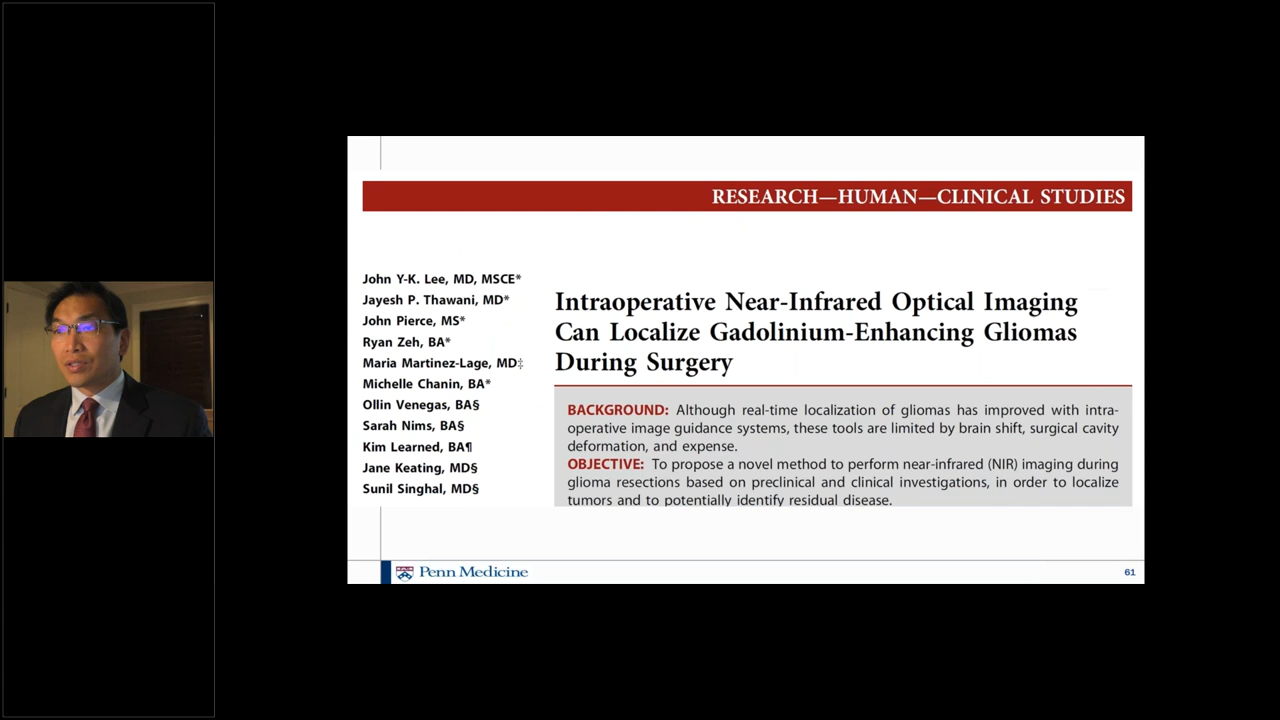 RESEARCH—HUMAN—CLINICAL STUDIES
John Y-K. Lee, MD, MSCE*
Jayesh P. Thawani, MD*
John Pierce, MS*
Ryan Zeh, BA*
Maria Martinez-Lage, MD‡
Michelle Chanin, BA*
Ollin Venegas, BA§
Sarah Nims, BA§
Kim Learned, BA¶
Jane Keating, MD§
Sunil Singhal, MD§
Intraoperative Near-Infrared Optical Imaging
Can Localize Gadolinium-Enhancing Gliomas
During Surgery
BACKGROUND: Although real-time localization of gliomas has improved with intra-
operative image guidance systems, these tools are limited by brain shift, surgical cavity
deformation, and expense.
OBJECTIVE: To propose a novel method to perform near-infrared (NIR) imaging during
glioma resections based on preclinical and clinical investigations, in order to localize
tumors and to potentially identify residual disease.
Penn Medicine
61